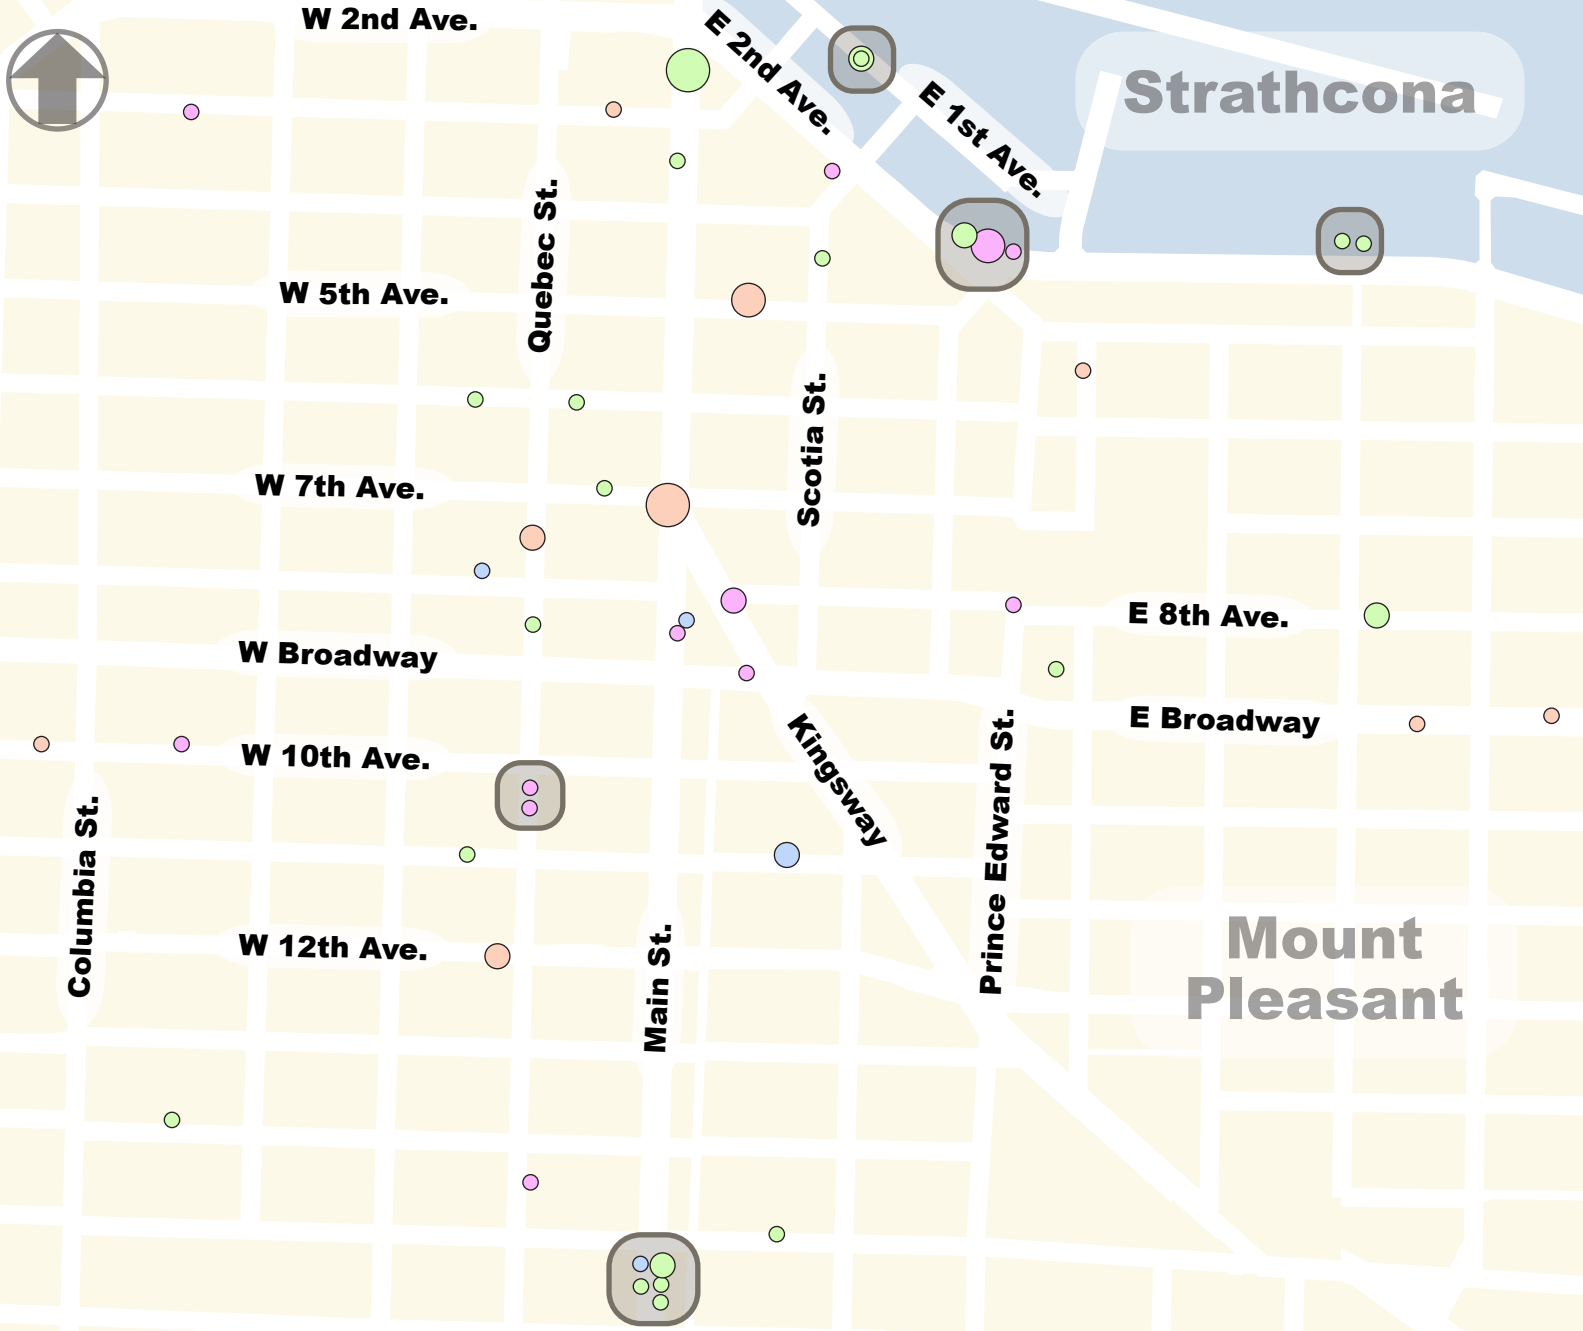 W 2nd Ave.
E 2nd Ave.
E 1st Ave.
Strathcona
Quebec St.
W 5th Ave.
Scotia St.
W 7th Ave.
E 8th Ave.
W Broadway
E Broadway
Kingsway
W 10th Ave.
Prince Edward St.
Columbia St.
W 12th Ave.
Main St.
Mount
Pleasant